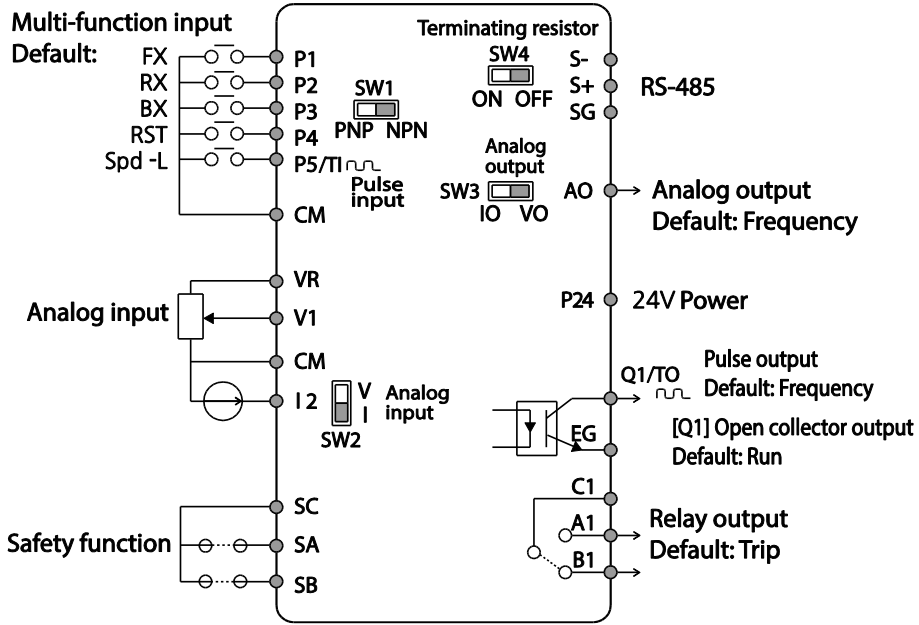 Multi-function input
Default:
FX
RX
BX
RST
Spd -L
P1
P2
P3
P4
P5/TI
CM
SW1
PNP NPN
Pulse
input
Terminating resistor
SW4
ON OFF
S-
S+
SG
RS-485
Analog
output
SW3
IO VO
AO
Analog output
Default: Frequency
Analog input
VR
V1
CM
I 2
V
I
SW2
Analog
input
P24
24V Power
Q1/TO
Pulse output
Default: Frequency
EG
[Q1] Open collector output
Default: Run
Safety function
SC
SA
SB
C1
A1
B1
Relay output
Default: Trip